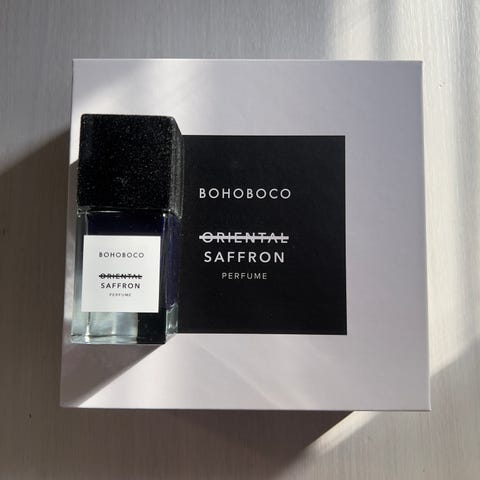 BOHOBOCO
ORIENTAL
SAFFRON
PERFUME
BOHOBOCO
ORIENTAL
SAFFRON
PERFUME